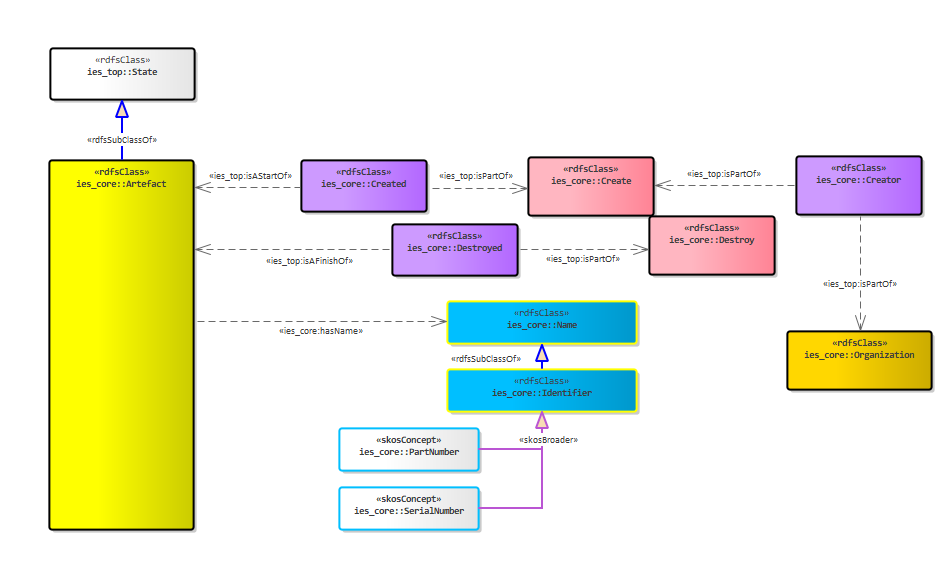 «rdfsClass»
ies_top::State
«rdfsSubClassOf»
«rdfsClass»
ies_core::Artefact
«ies_top:isAStartOf»
«rdfsClass»
ies_core::Created
«ies_top:isPartOf»
«rdfsClass»
ies_core::Create
«ies_top:isPartOf»
«rdfsClass»
ies_core::Creator
«ies_top:isAFinishOf»
«rdfsClass»
ies_core::Destroyed
«ies_top:isPartOf»
«rdfsClass»
ies_core::Destroy
«ies_top:isPartOf»
«rdfsClass»
ies_core::Organization
«ies_core:hasName»
«rdfsClass»
ies_core::Name
«rdfsSubClassOf»
«rdfsClass»
ies_core::Identifier
«skosBroader»
«skosConcept»
ies_core::PartNumber
«skosConcept»
ies_core::SerialNumber